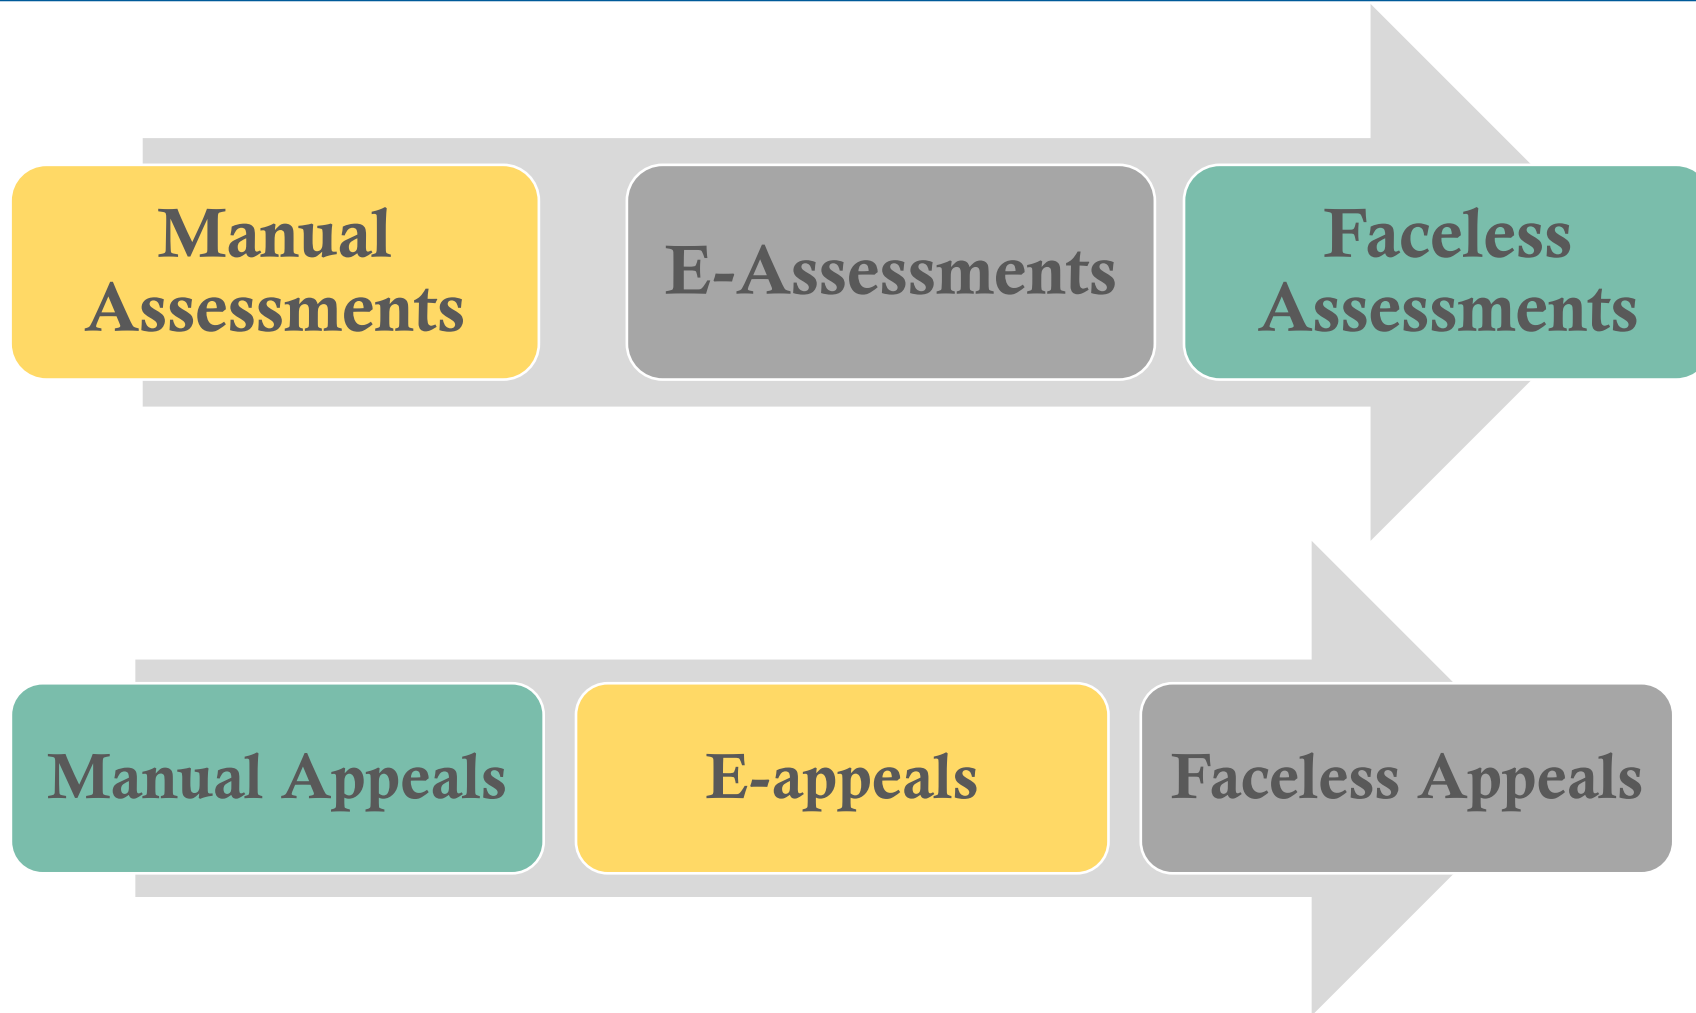 Manual
Assessments
E-Assessments
Faceless
Assessments
Manual Appeals
E-appeals
Faceless Appeals